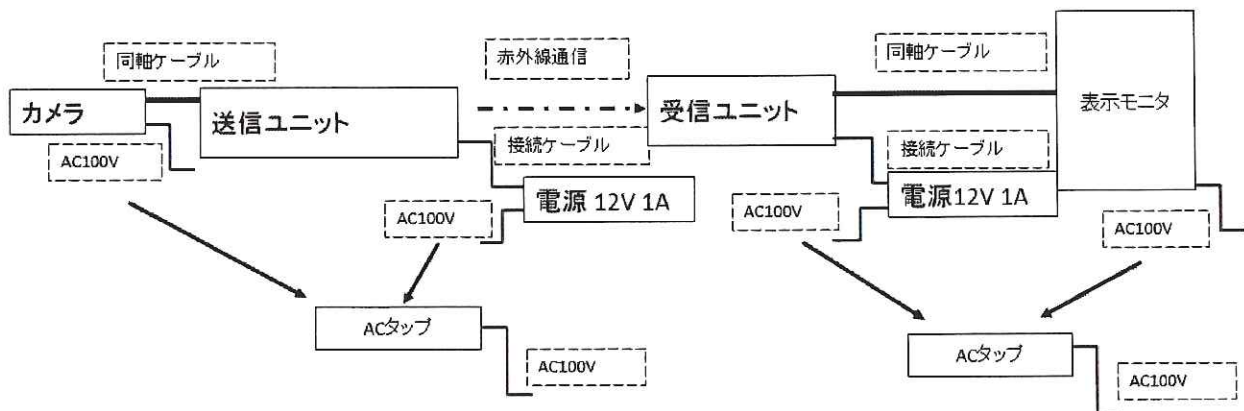 同軸ケーブル
赤外線通信
同軸ケーブル
カメラ
送信ユニット
受信ユニット
表示モニタ
AC100V
接続ケーブル
接続ケーブル
電源 12V 1A
電源12V 1A
AC100V
AC100V
AC100V
ACタップ
ACタップ
AC100V
AC100V